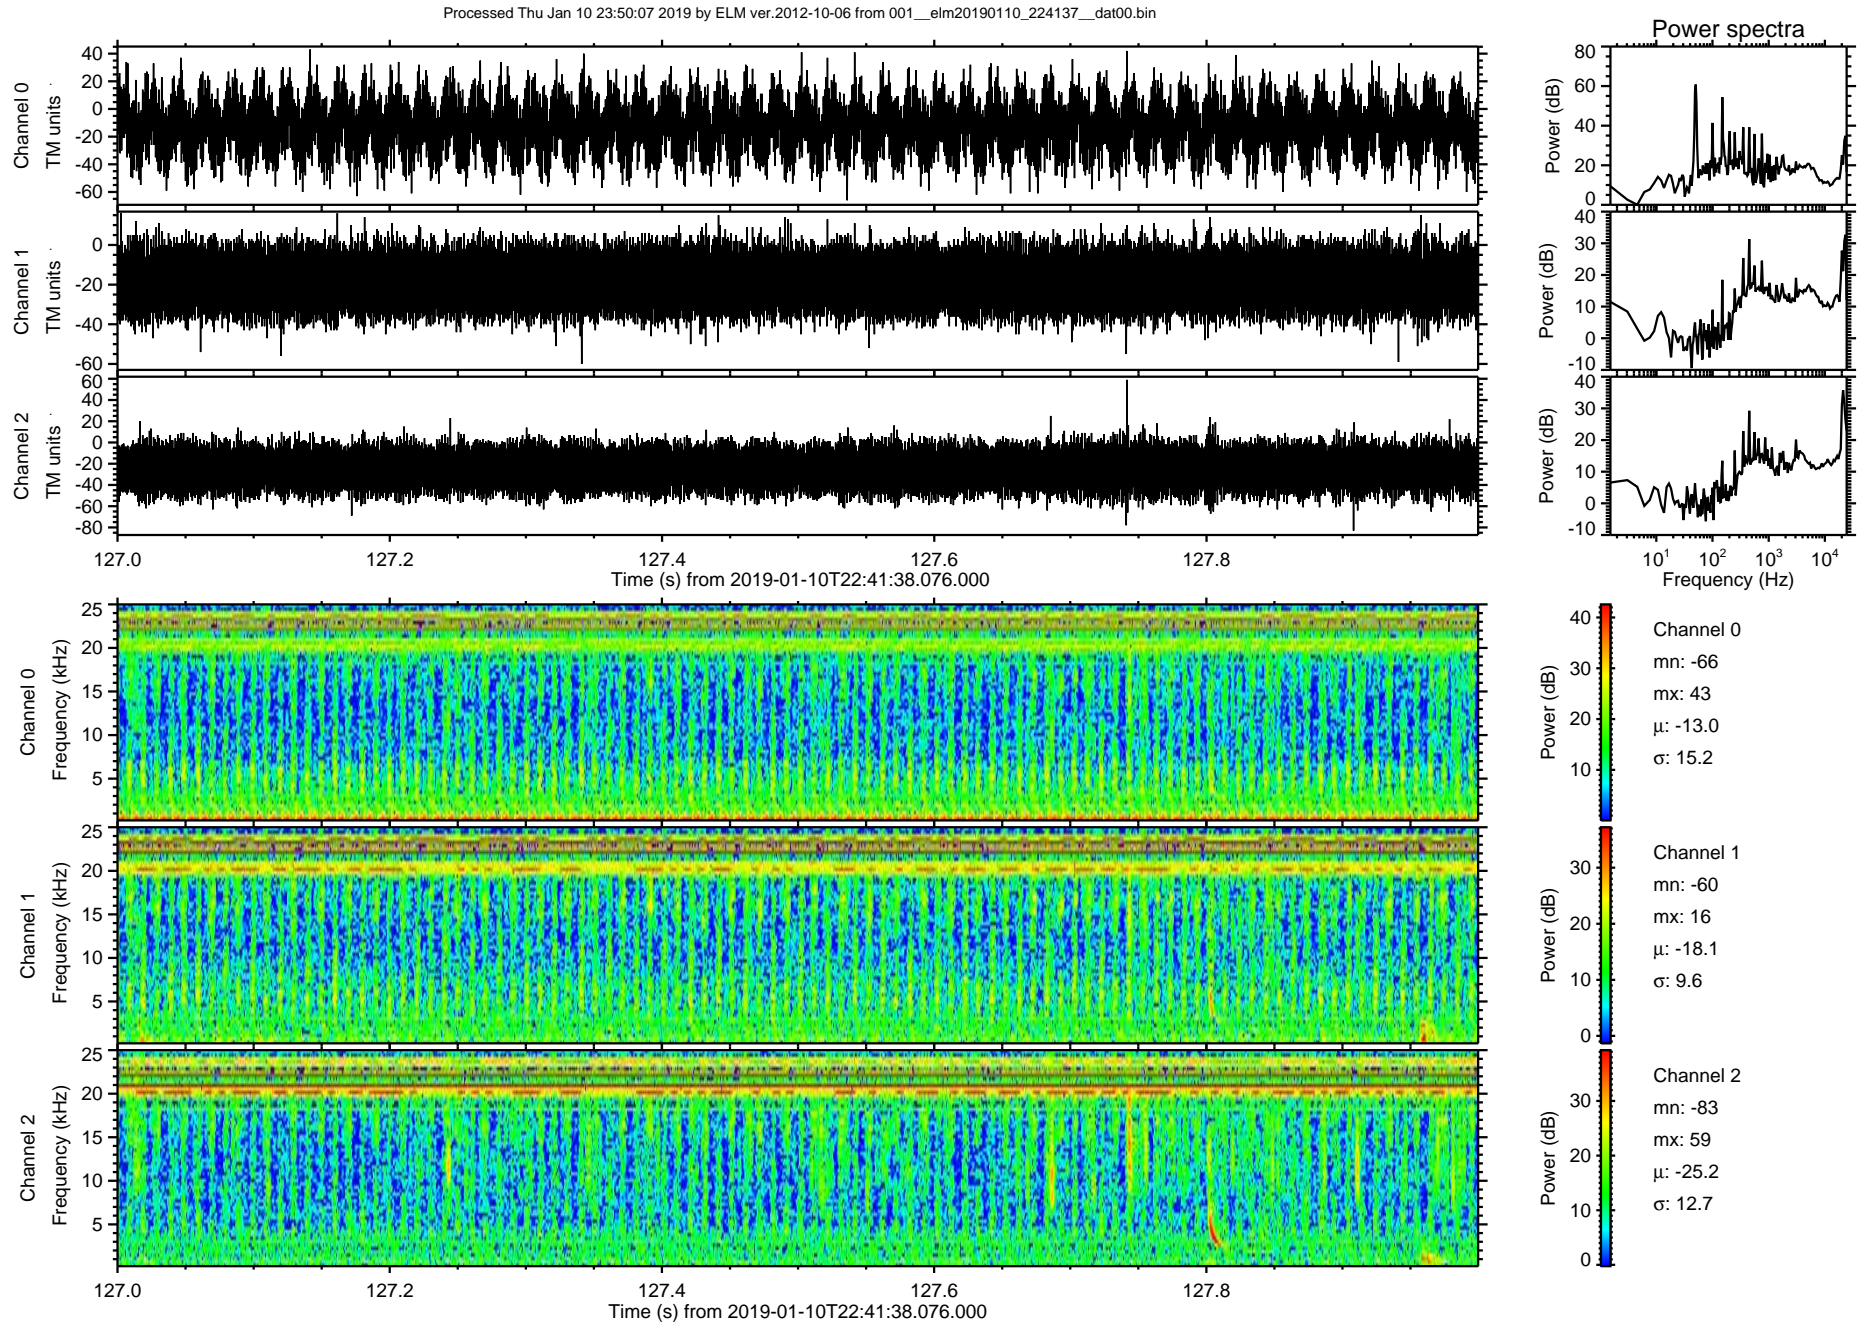 Processed Thu Jan 10 23:50:07 2019 by ELM ver.2012-10-06 from 001__elm20190110_224137__dat00.bin
Power spectra
Channel 0
TM units
40
20
0
-20
-40
-60
Power (dB)
80
60
40
20
0
Channel 1
TM units
0
-20
-40
-60
Power (dB)
40
30
20
10
0
-10
Channel 2
TM units
60
40
20
0
-20
-40
-60
-80
Power (dB)
40
30
20
10
0
-10
127.0 127.2 127.4 127.6 127.8
Time (s) from 2019-01-10T22:41:38.076.000
10¹ 10² 10³ 10⁴
Frequency (Hz)
Channel 0
Frequency (kHz)
25
20
15
10
5
Power (dB)
40
30
20
10
Channel 0
mn: -66
mx: 43
μ: -13.0
σ: 15.2
Channel 1
Frequency (kHz)
25
20
15
10
5
Power (dB)
30
20
10
0
Channel 1
mn: -60
mx: 16
μ: -18.1
σ: 9.6
Channel 2
Frequency (kHz)
25
20
15
10
5
Power (dB)
30
20
10
0
Channel 2
mn: -83
mx: 59
μ: -25.2
σ: 12.7
127.0 127.2 127.4 127.6 127.8
Time (s) from 2019-01-10T22:41:38.076.000